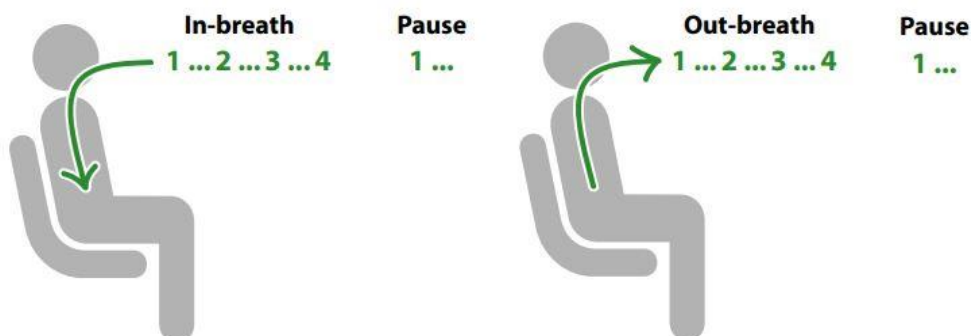 In-breath Pause
1 ... 2 ... 3 ... 4 1 ...
Out-breath Pause
1 ... 2 ... 3 ... 4 1 ...